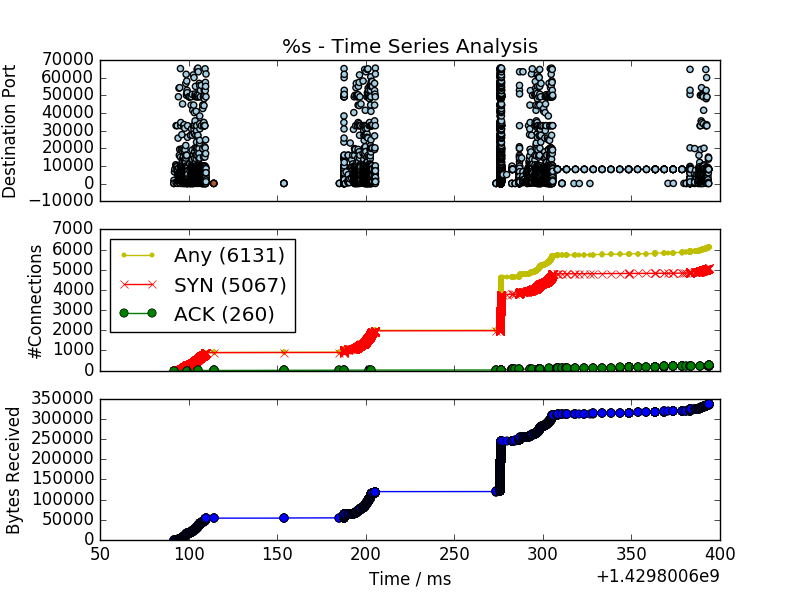 %s - Time Series Analysis
70000
60000
50000
40000
30000
20000
10000
0
−10000
Destination Port
7000
6000
5000
4000
3000
2000
1000
0
#Connections
Any (6131)
SYN (5067)
ACK (260)
350000
300000
250000
200000
150000
100000
50000
0
Bytes Received
50 100 150 200 250 300 350 400
Time / ms
+1.4298006e9